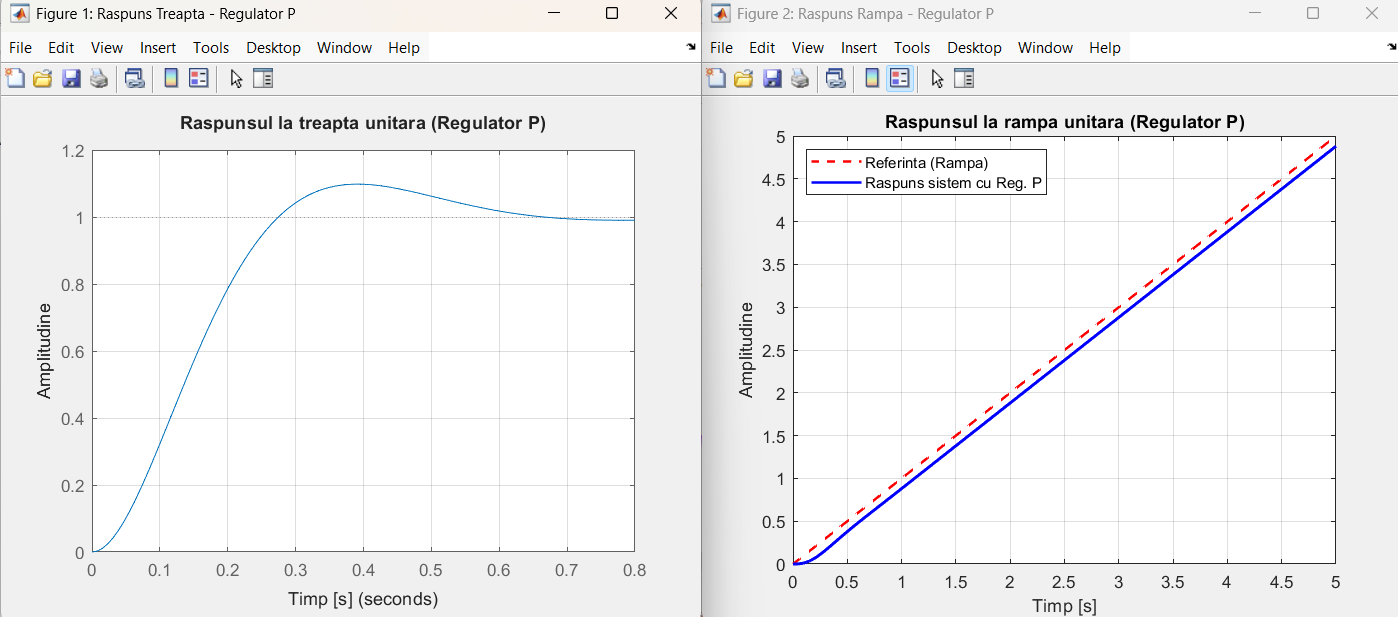 Figure 1: Raspuns Treapta - Regulator P
File Edit View Insert Tools Desktop Window Help
Raspunsul la treapta unitara (Regulator P)
1.2
1
0.8
0.6
0.4
0.2
0
Amplitudine
0 0.1 0.2 0.3 0.4 0.5 0.6 0.7 0.8
Timp [s] (seconds)
Figure 2: Raspuns Rampa - Regulator P
File Edit View Insert Tools Desktop Window Help
Raspunsul la rampa unitara (Regulator P)
Referinta (Rampa)
Raspuns sistem cu Reg. P
5
4.5
4
3.5
3
2.5
2
1.5
1
0.5
0
Amplitudine
0 0.5 1 1.5 2 2.5 3 3.5 4 4.5 5
Timp [s]